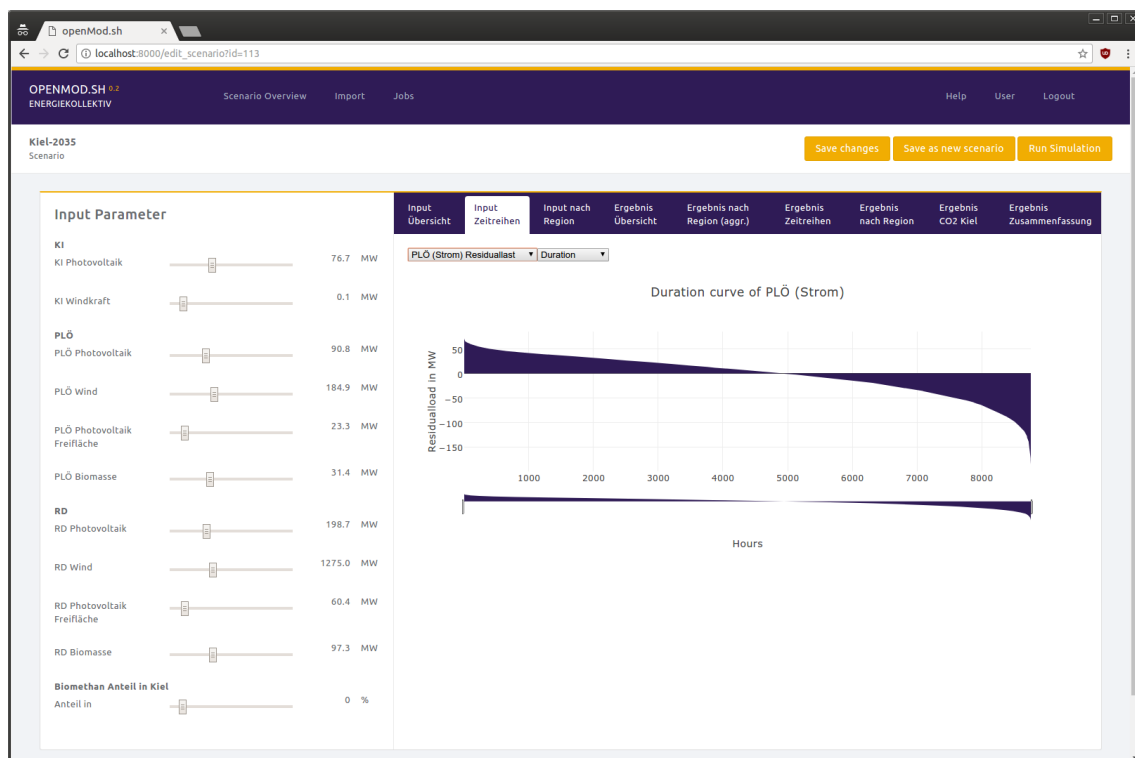 openMod.sh
localhost:8000/edit_scenario?id=113
OPENMOD.SH 0.2
ENERGIEKOLLEKTIV
Scenario Overview
Import
Jobs
Help
User
Logout
Kiel-2035
Scenario
Save changes
Save as new scenario
Run Simulation
Input Parameter
KI
KI Photovoltaik 76.7 MW
KI Windkraft 0.1 MW
PLÖ
PLÖ Photovoltaik 90.8 MW
PLÖ Wind 184.9 MW
PLÖ Photovoltaik 23.3 MW
Freifläche
PLÖ Biomasse 31.4 MW
RD
RD Photovoltaik 198.7 MW
RD Wind 1275.0 MW
RD Photovoltaik 60.4 MW
Freifläche
RD Biomasse 97.3 MW
Biomethan Anteil in Kiel
Anteil in 0 %
Input
Übersicht
Input
Zeitreihen
Input nach
Region
Ergebnis
Übersicht
Ergebnis nach
Region (aggr.)
Ergebnis
Zeitreihen
Ergebnis
nach Region
Ergebnis
CO2 Kiel
Ergebnis
Zusammenfassung
PLÖ (Strom) Residuallast
Duration
Duration curve of PLÖ (Strom)
Residualload in MW
50
0
−50
−100
−150
1000 2000 3000 4000 5000 6000 7000 8000
Hours